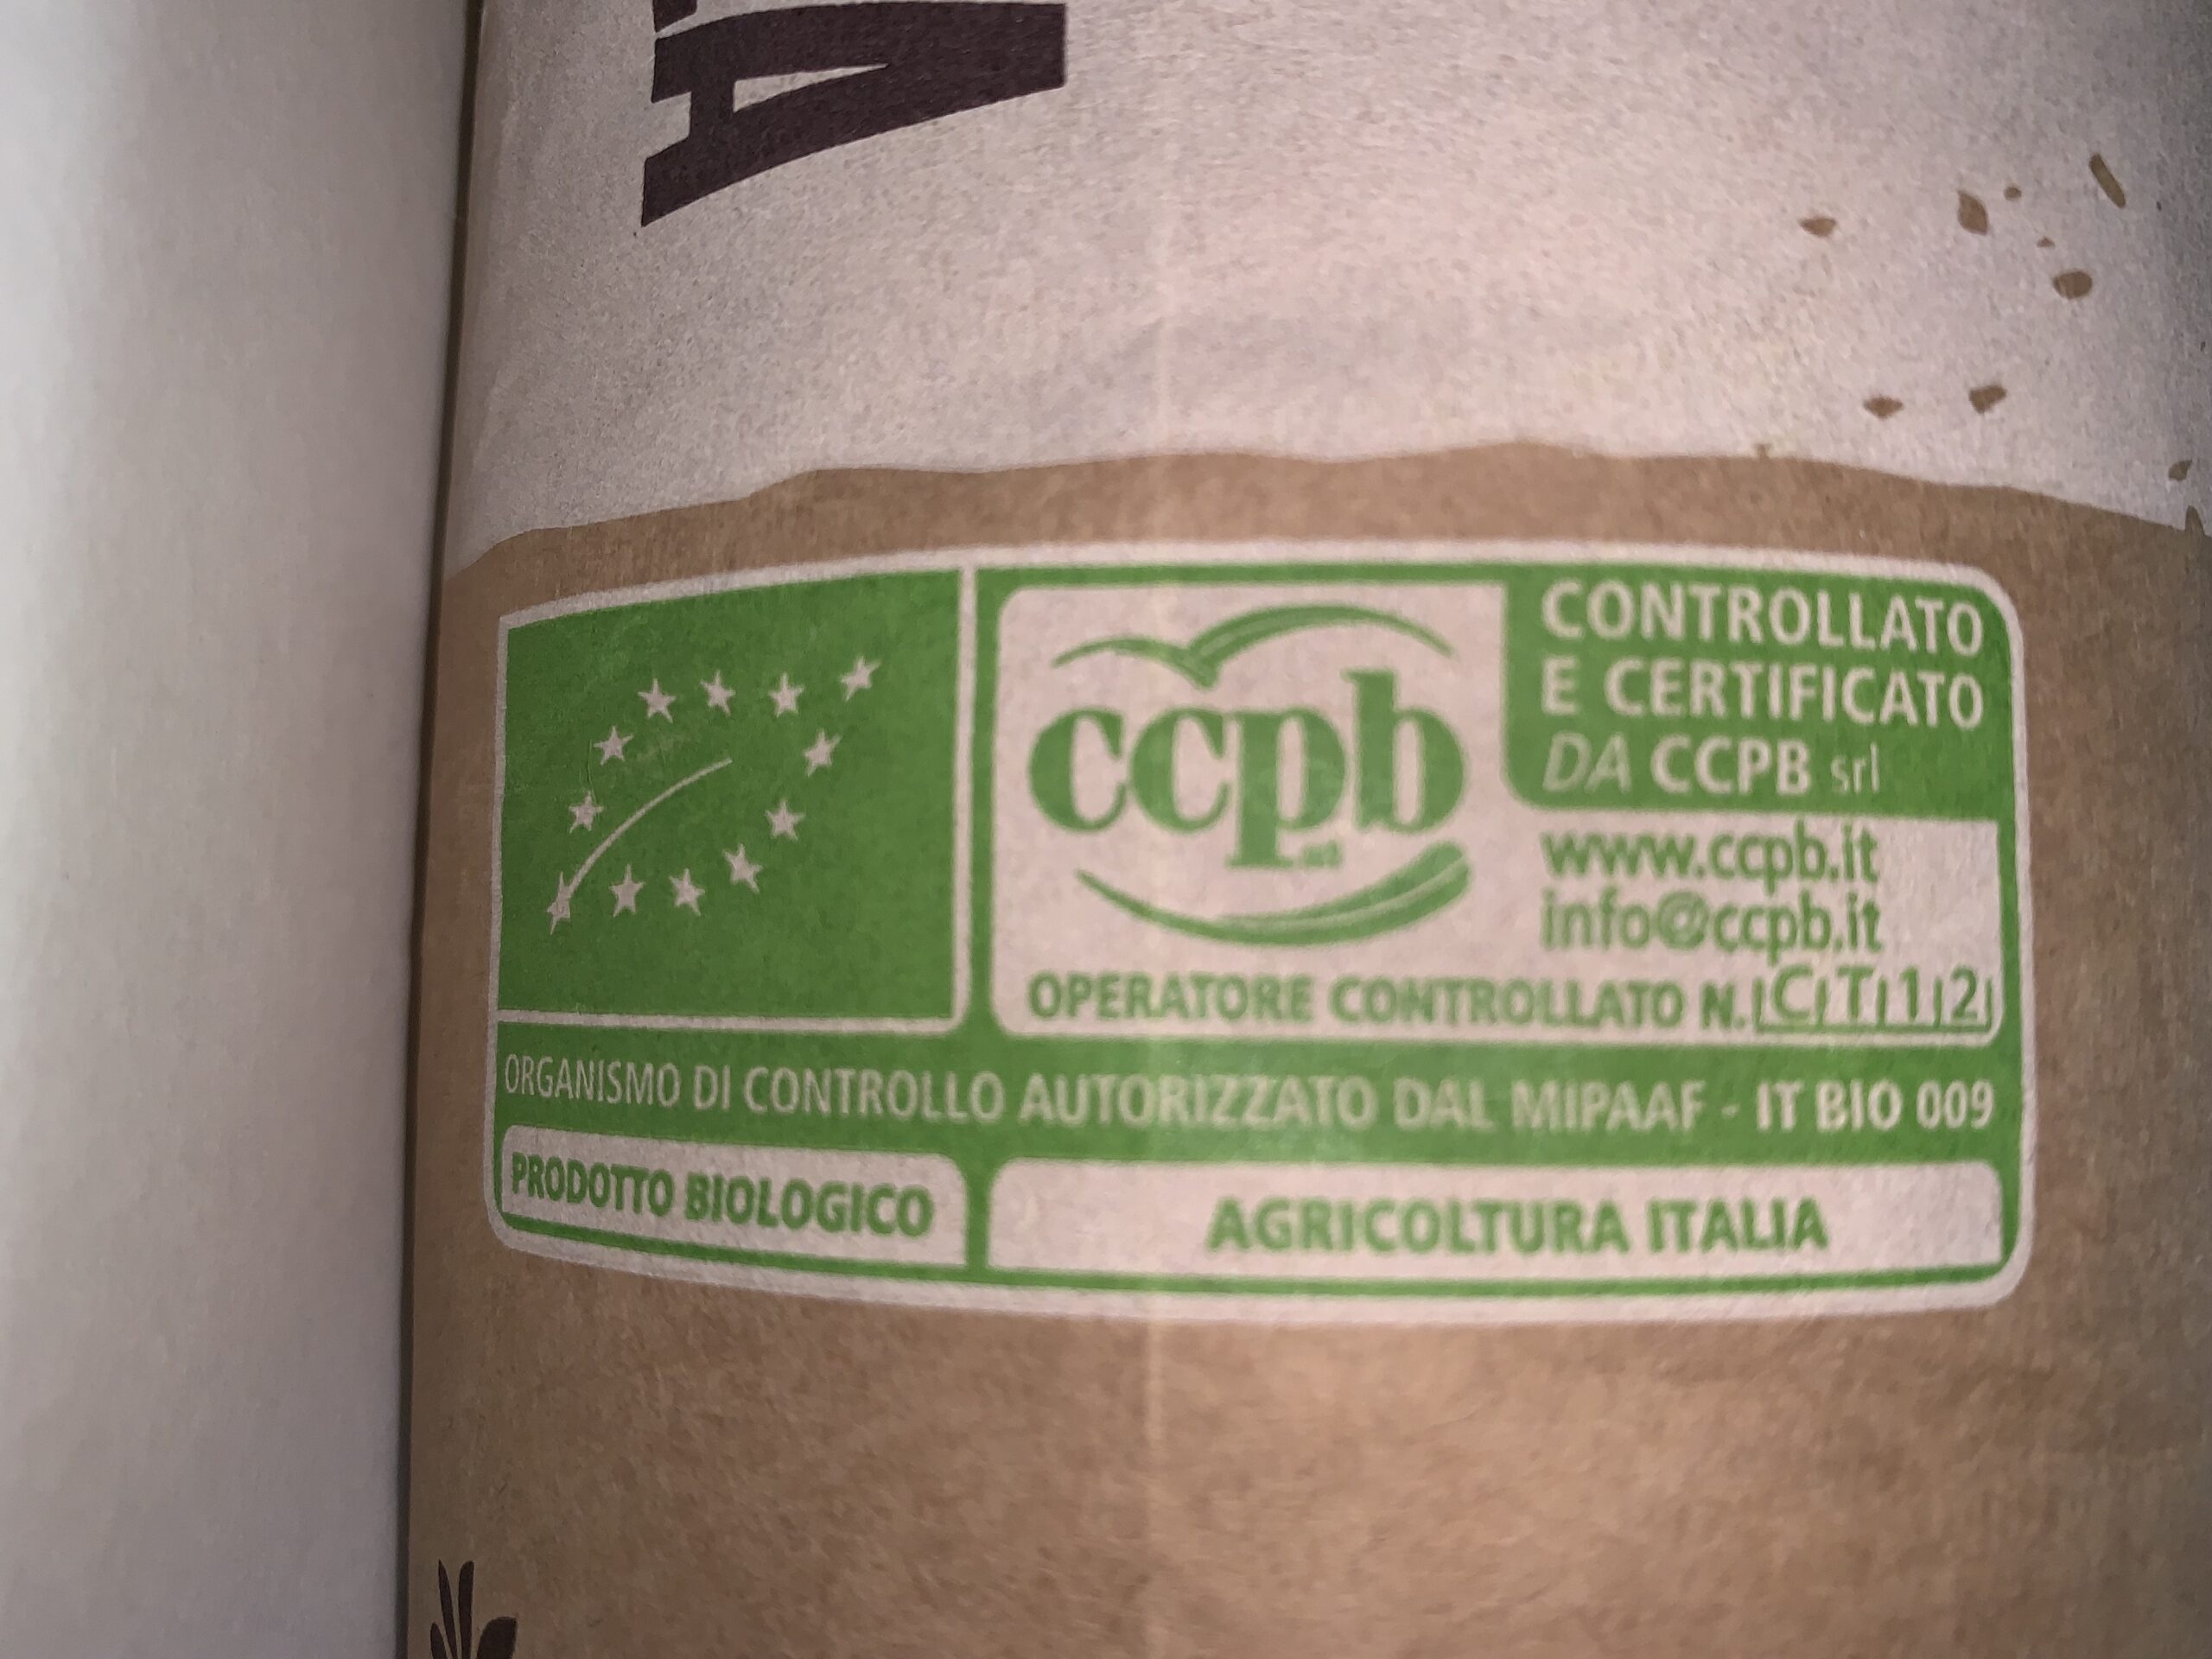 A
ccpb
CONTROLLATO
E CERTIFICATO
DA CCPB srl
www.ccpb.it
info@ccpb.it
OPERATORE CONTROLLATO N. |C|T|1|2|
ORGANISMO DI CONTROLLO AUTORIZZATO DAL MIPAAF - IT BIO 009
PRODOTTO BIOLOGICO
AGRICOLTURA ITALIA